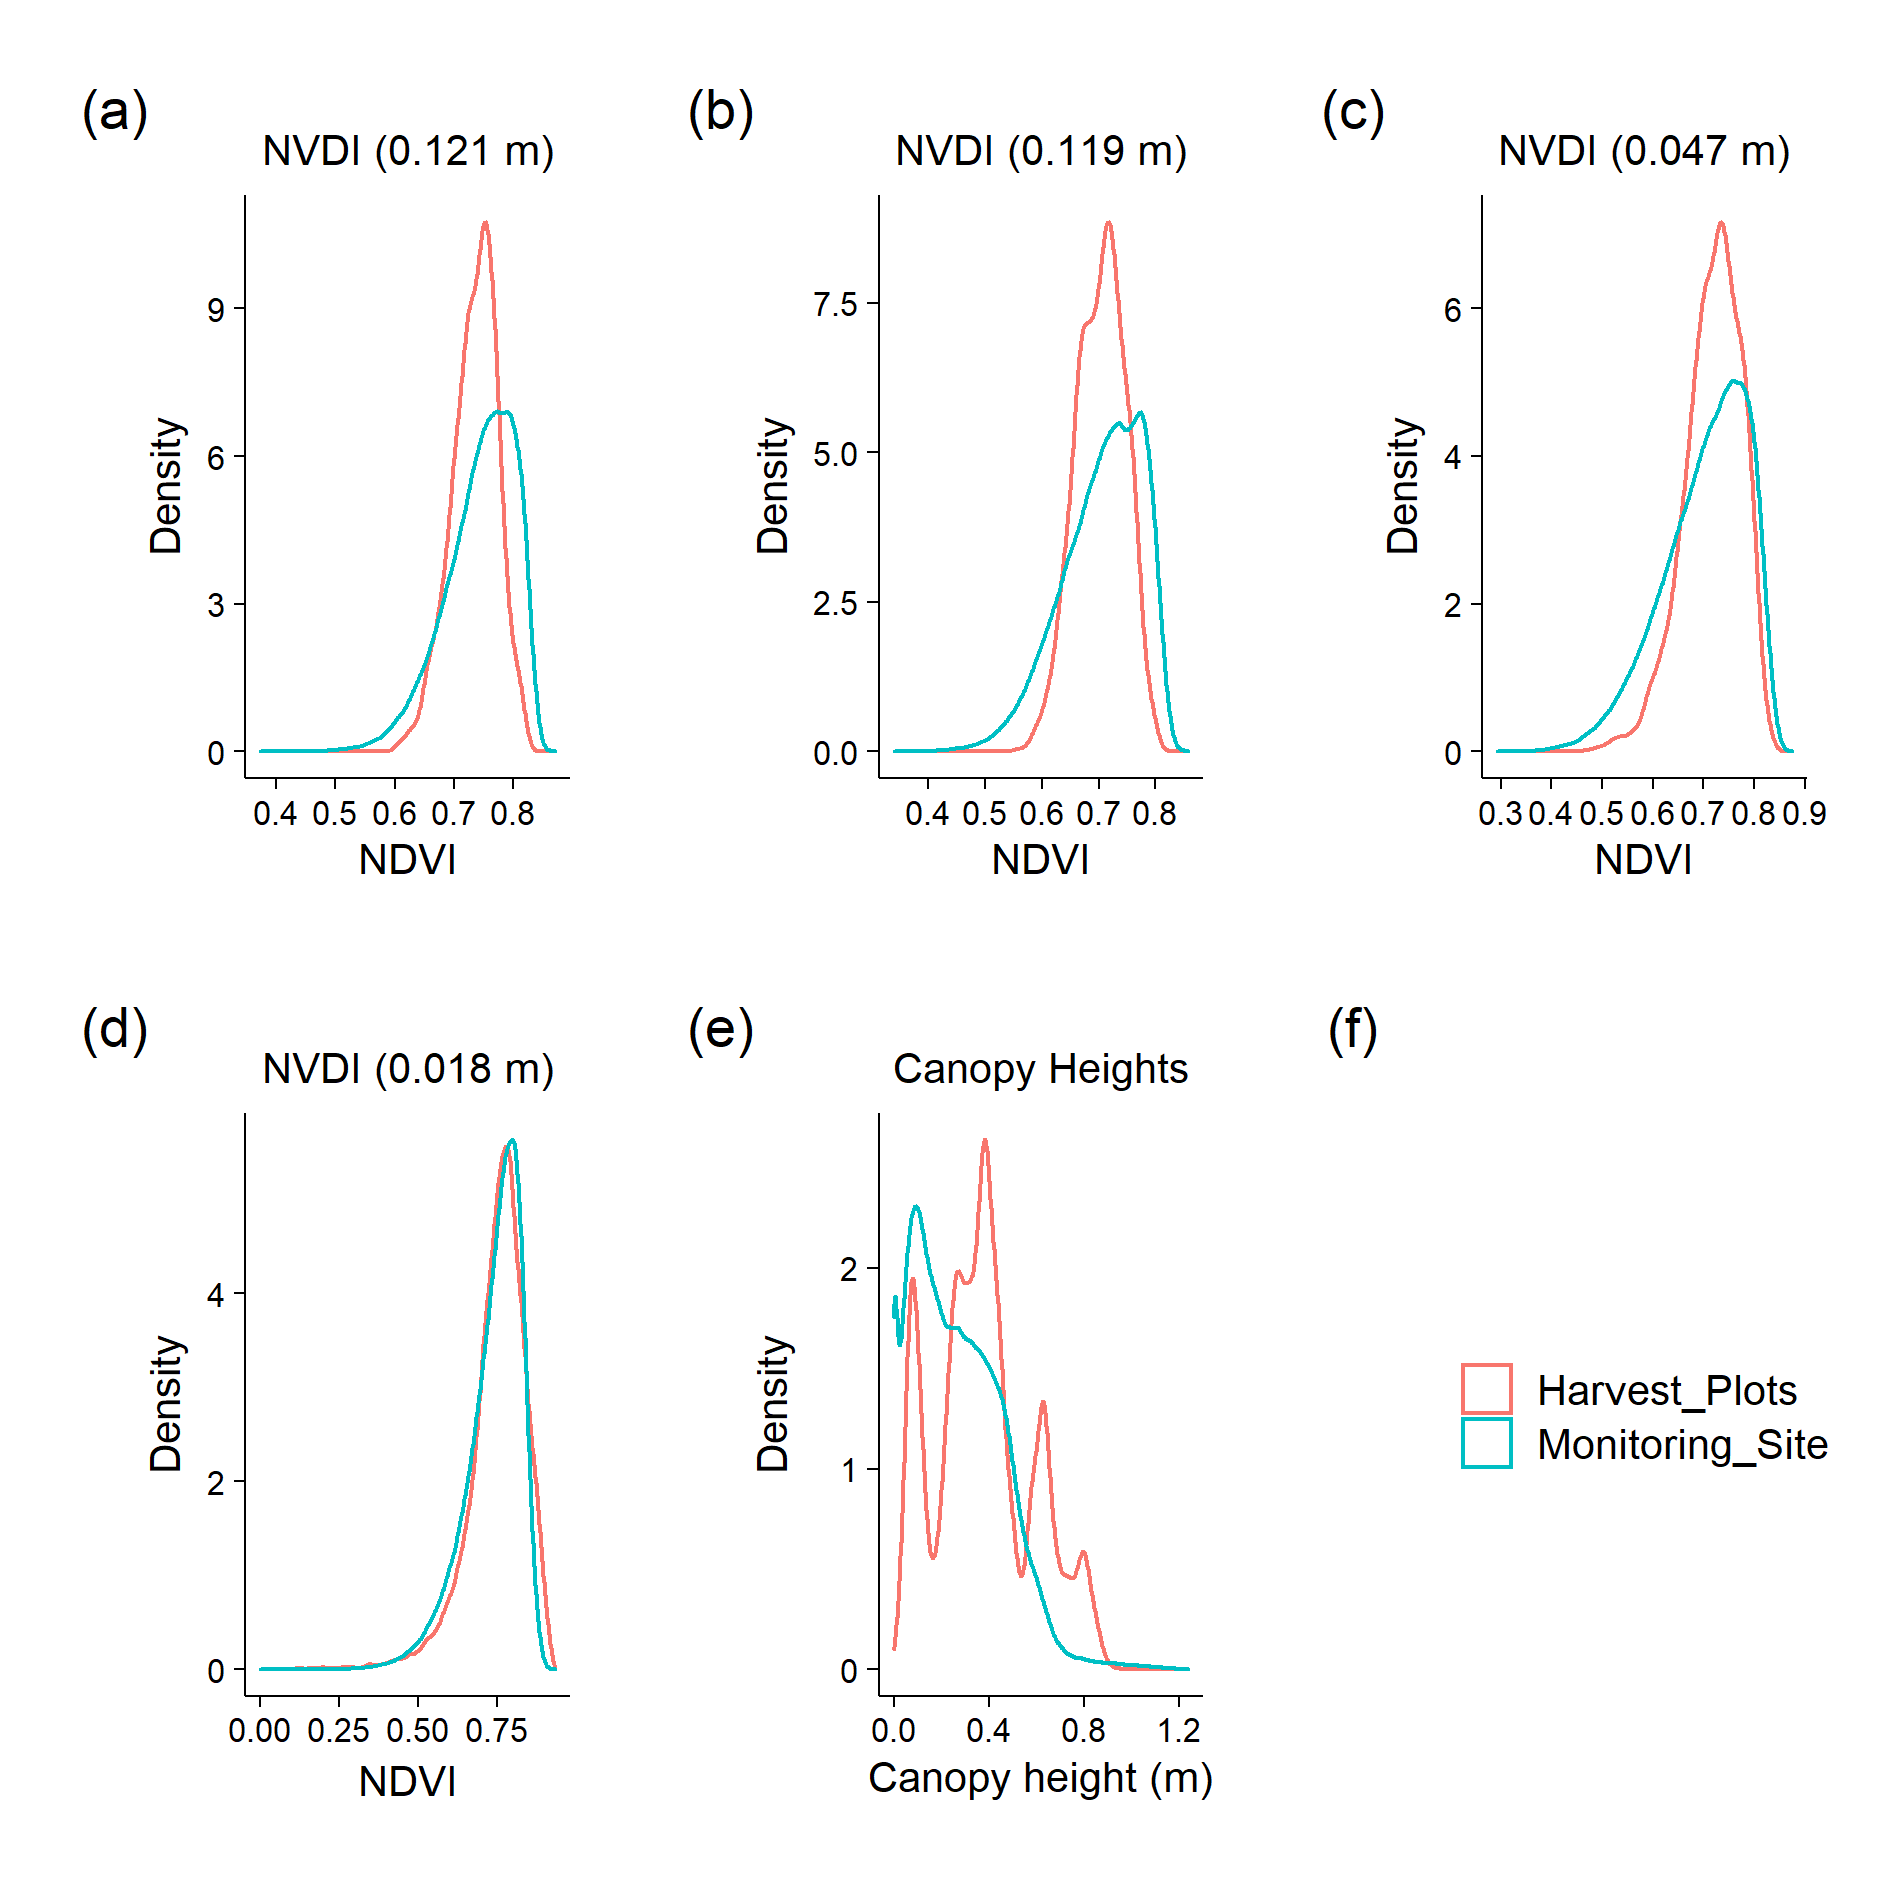 (a)
NVDI (0.121 m)
Density
9
6
3
0
0.4 0.5 0.6 0.7 0.8
NDVI
(b)
NVDI (0.119 m)
Density
7.5
5.0
2.5
0.0
0.4 0.5 0.6 0.7 0.8
NDVI
(c)
NVDI (0.047 m)
Density
6
4
2
0
0.3 0.4 0.5 0.6 0.7 0.8 0.9
NDVI
(d)
NVDI (0.018 m)
Density
4
2
0
0.00 0.25 0.50 0.75
NDVI
(e)
Canopy Heights
Density
2
1
0
0.0 0.4 0.8 1.2
Canopy height (m)
(f)
Harvest_Plots
Monitoring_Site